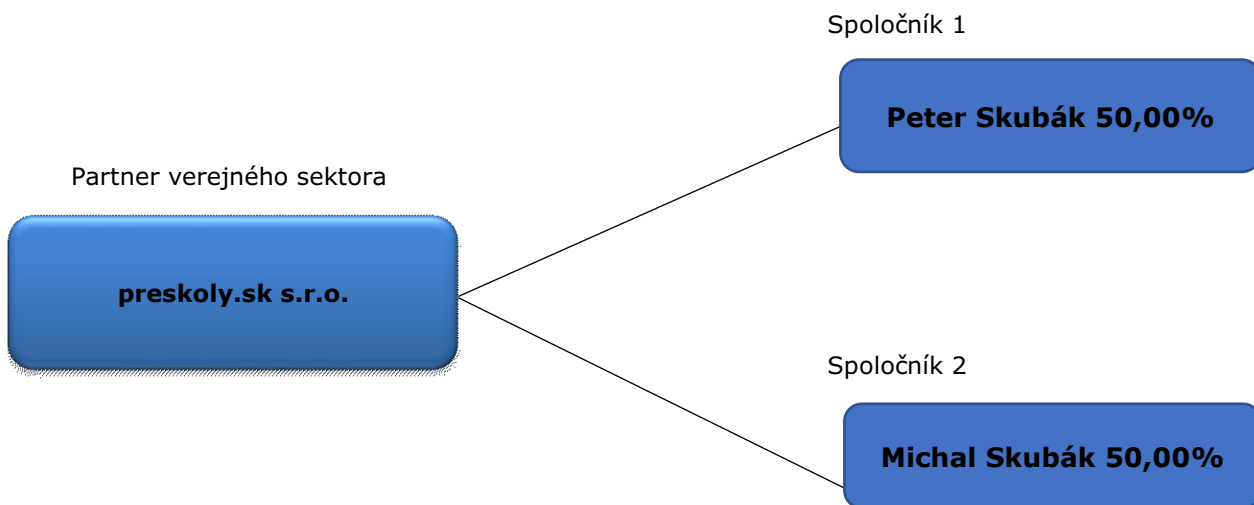 Spoločník 1
Peter Skubák 50,00%
Partner verejného sektora
preskoly.sk s.r.o.
Spoločník 2
Michal Skubák 50,00%